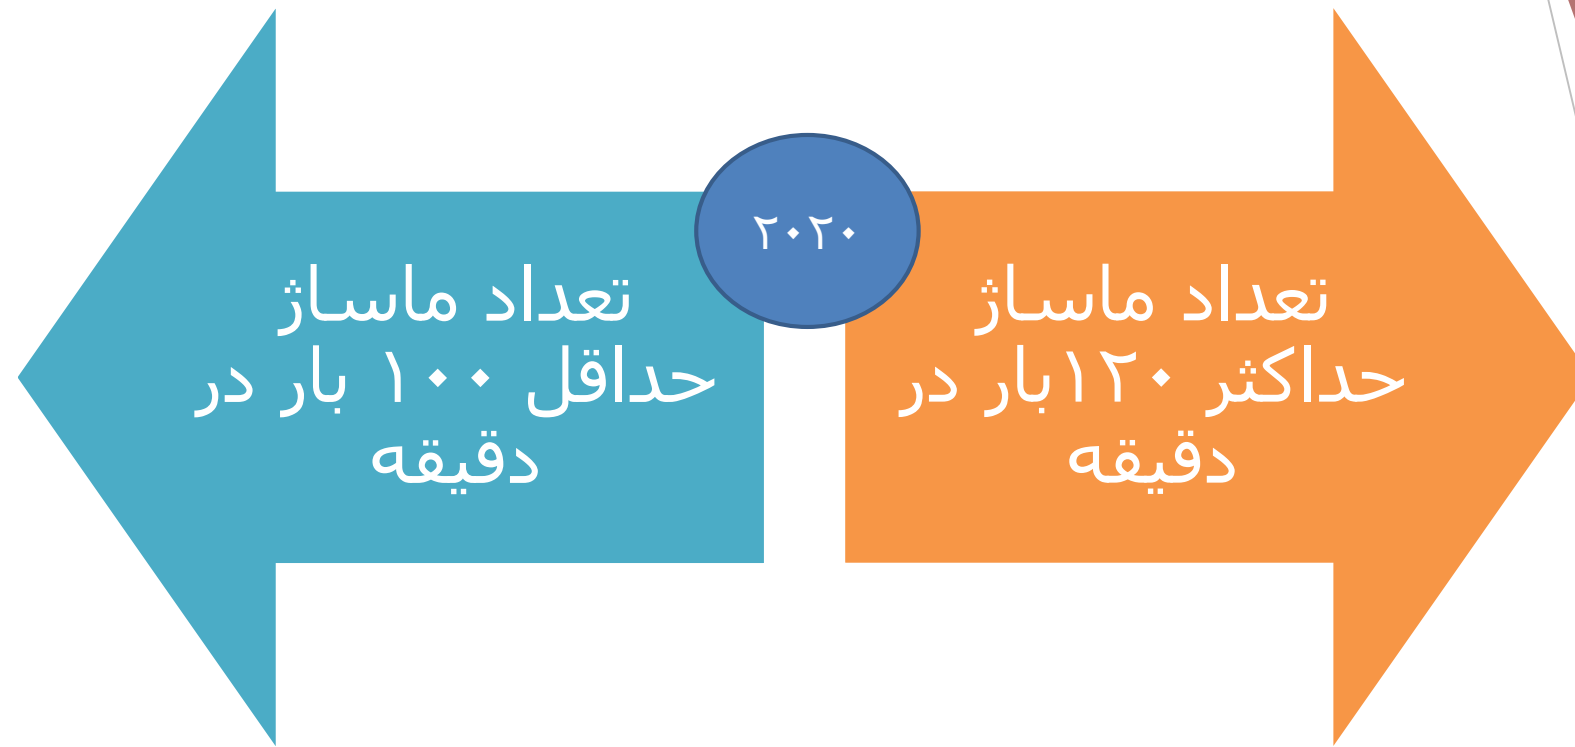 ۲۰۲۰
تعداد ماساژ
حداکثر ۱۲۰بار در
دقیقه
تعداد ماساژ
حداقل ۱۰۰ بار در
دقیقه